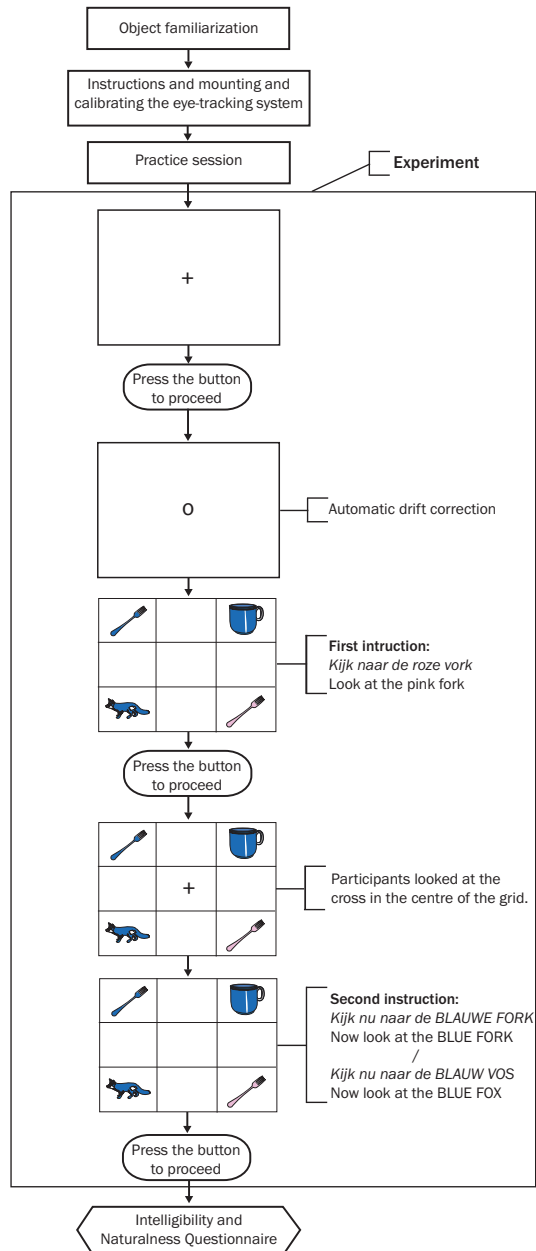 Object familiarization
Instructions and mounting and
calibrating the eye-tracking system
Practice session
Experiment
+
Press the button
to proceed
O
Automatic drift correction
First intruction:
Kijk naar de roze vork
Look at the pink fork
Press the button
to proceed
+
Participants looked at the
cross in the centre of the grid.
Second instruction:
Kijk nu naar de BLAUWE FORK
Now look at the BLUE FORK
/
Kijk nu naar de BLAUW VOS
Now look at the BLUE FOX
Press the button
to proceed
Intelligibility and
Naturalness Questionnaire